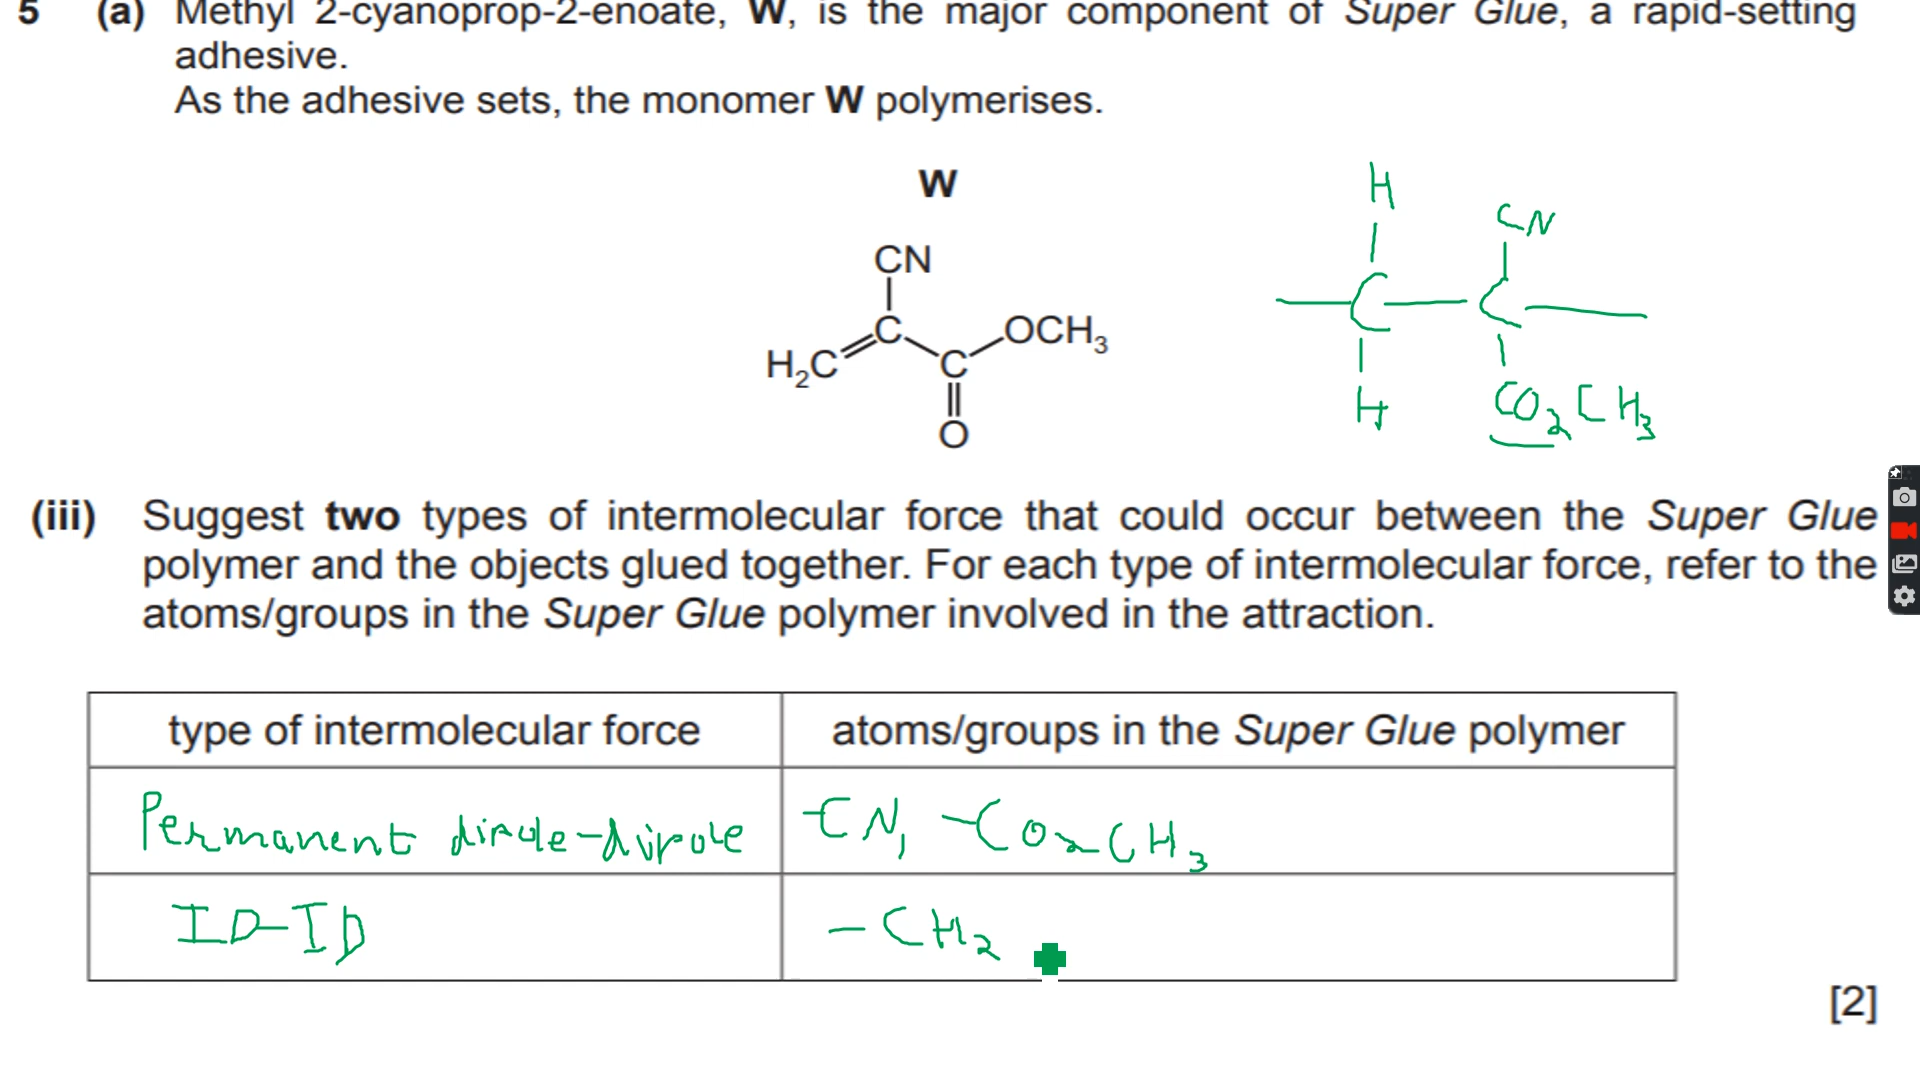 5 (a) Methyl 2-cyanoprop-2-enoate, W, is the major component of Super Glue, a rapid-setting
adhesive.
As the adhesive sets, the monomer W polymerises.
W
CN
C
OCH3
H2C
C
O
H
CN
C
C
H
CO2CH3
(iii) Suggest two types of intermolecular force that could occur between the Super Glue
polymer and the objects glued together. For each type of intermolecular force, refer to the
atoms/groups in the Super Glue polymer involved in the attraction.
type of intermolecular force
atoms/groups in the Super Glue polymer
Permanent dipole-dipole
-CN, -CO2CH3
ID-ID
-CH2
[2]